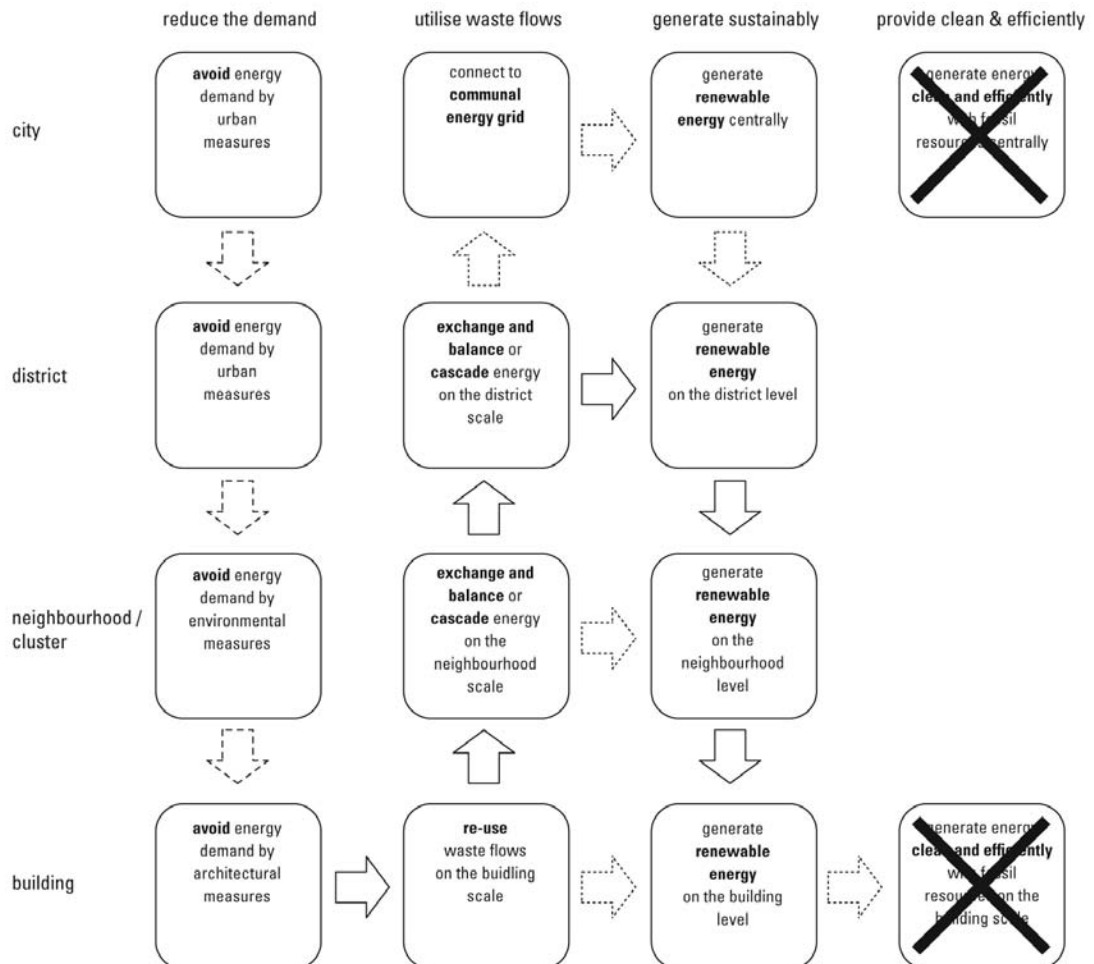 reduce the demand
utilise waste flows
generate sustainably
provide clean & efficiently
city
avoid energy
demand by
urban
measures
connect to
communal
energy grid
generate
renewable
energy centrally
generate energy
clean and efficiently
with fossil
resources centrally
district
avoid energy
demand by
urban
measures
exchange and
balance or
cascade energy
on the district
scale
generate
renewable
energy
on the district level
neighbourhood /
cluster
avoid energy
demand by
environmental
measures
exchange and
balance or
cascade energy
on the
neighbourhood
scale
generate
renewable
energy
on the
neighbourhood
level
building
avoid energy
demand by
architectural
measures
re-use
waste flows
on the buidling
scale
generate
renewable
energy
on the building
level
generate energy
clean and efficiently
with fossil
resources on the
building scale